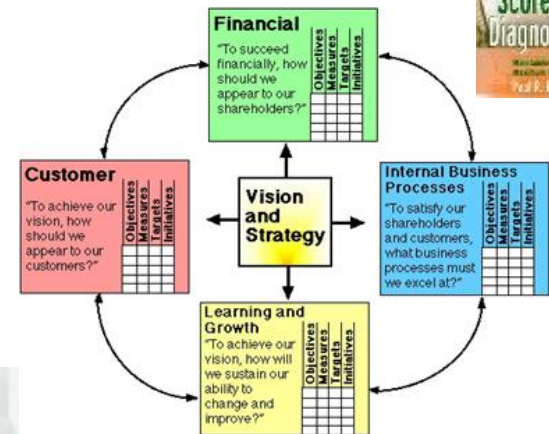 Financial
"To succeed
financially, how
should we
appear to our
shareholders?"
Objectives
Measures
Targets
Initiatives
Score
Diagno
Paul R.
Customer
"To achieve our
vision, how
should we
appear to our
customers?"
Objectives
Measures
Targets
Initiatives
Vision
and
Strategy
Internal Business
Processes
"To satisfy our
shareholders
and customers,
what business
processes must
we excel at?"
Objectives
Measures
Targets
Initiatives
Learning and
Growth
"To achieve our
vision, how will
we sustain our
ability to
change and
improve?"
Objectives
Measures
Targets
Initiatives